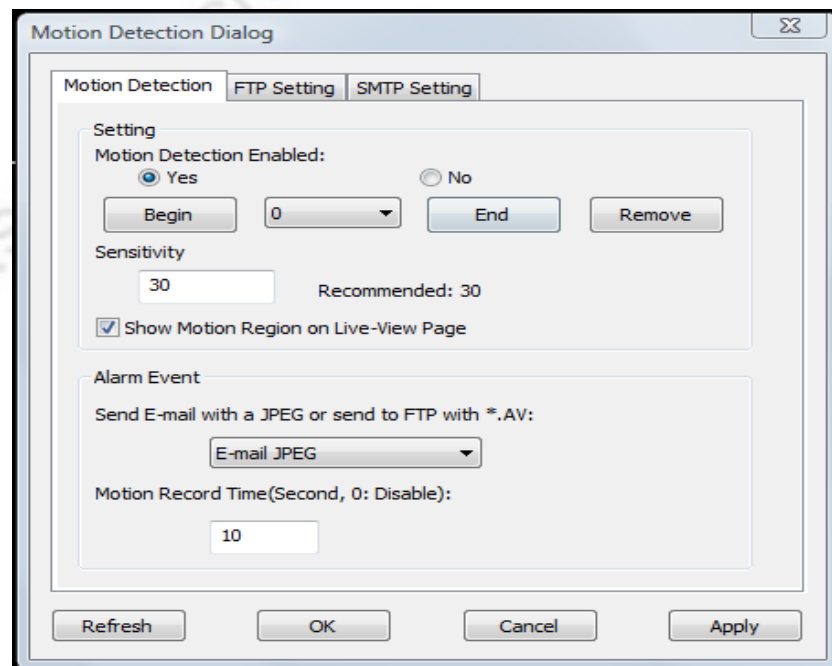 Motion Detection Dialog
Motion Detection FTP Setting SMTP Setting
Setting
Motion Detection Enabled:
Yes No
Begin 0 End Remove
Sensitivity
30 Recommended: 30
Show Motion Region on Live-View Page
Alarm Event
Send E-mail with a JPEG or send to FTP with *.AV:
E-mail JPEG
Motion Record Time(Second, 0: Disable):
10
Refresh OK Cancel Apply